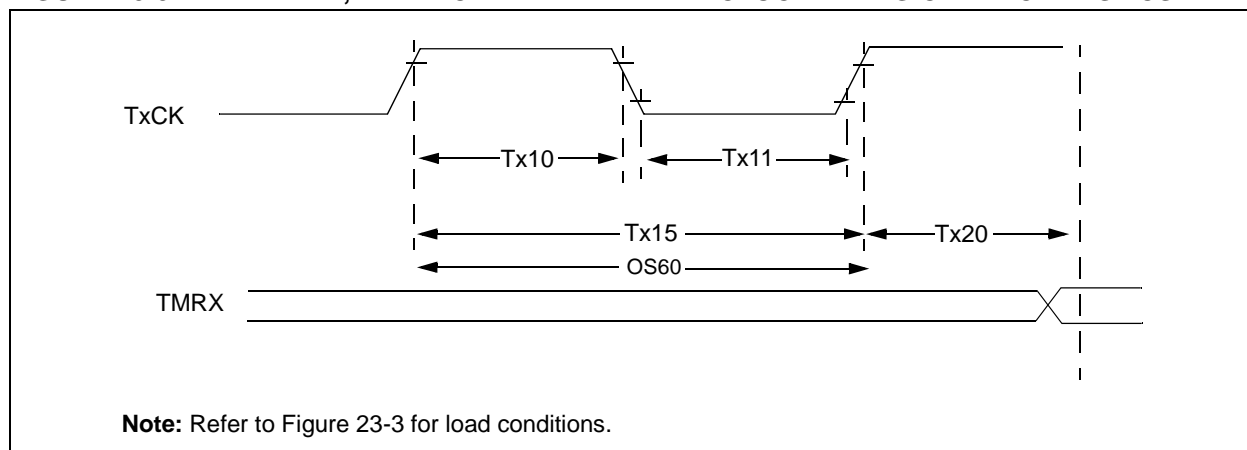 TxCK
Tx10
Tx11
Tx15
Tx20
OS60
TMRX
Note: Refer to Figure 23-3 for load conditions.